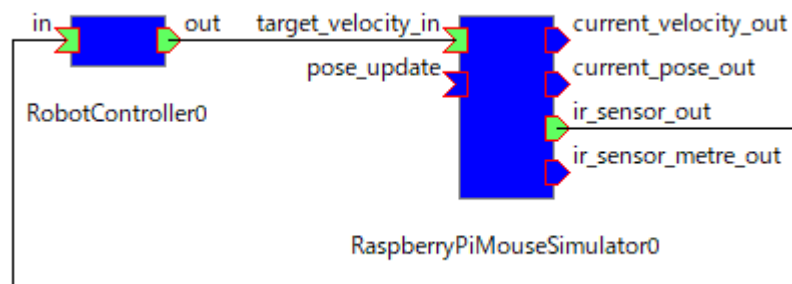 in
out
target_velocity_in
current_velocity_out
pose_update
current_pose_out
RobotController0
ir_sensor_out
ir_sensor_metre_out
RaspberryPiMouseSimulator0